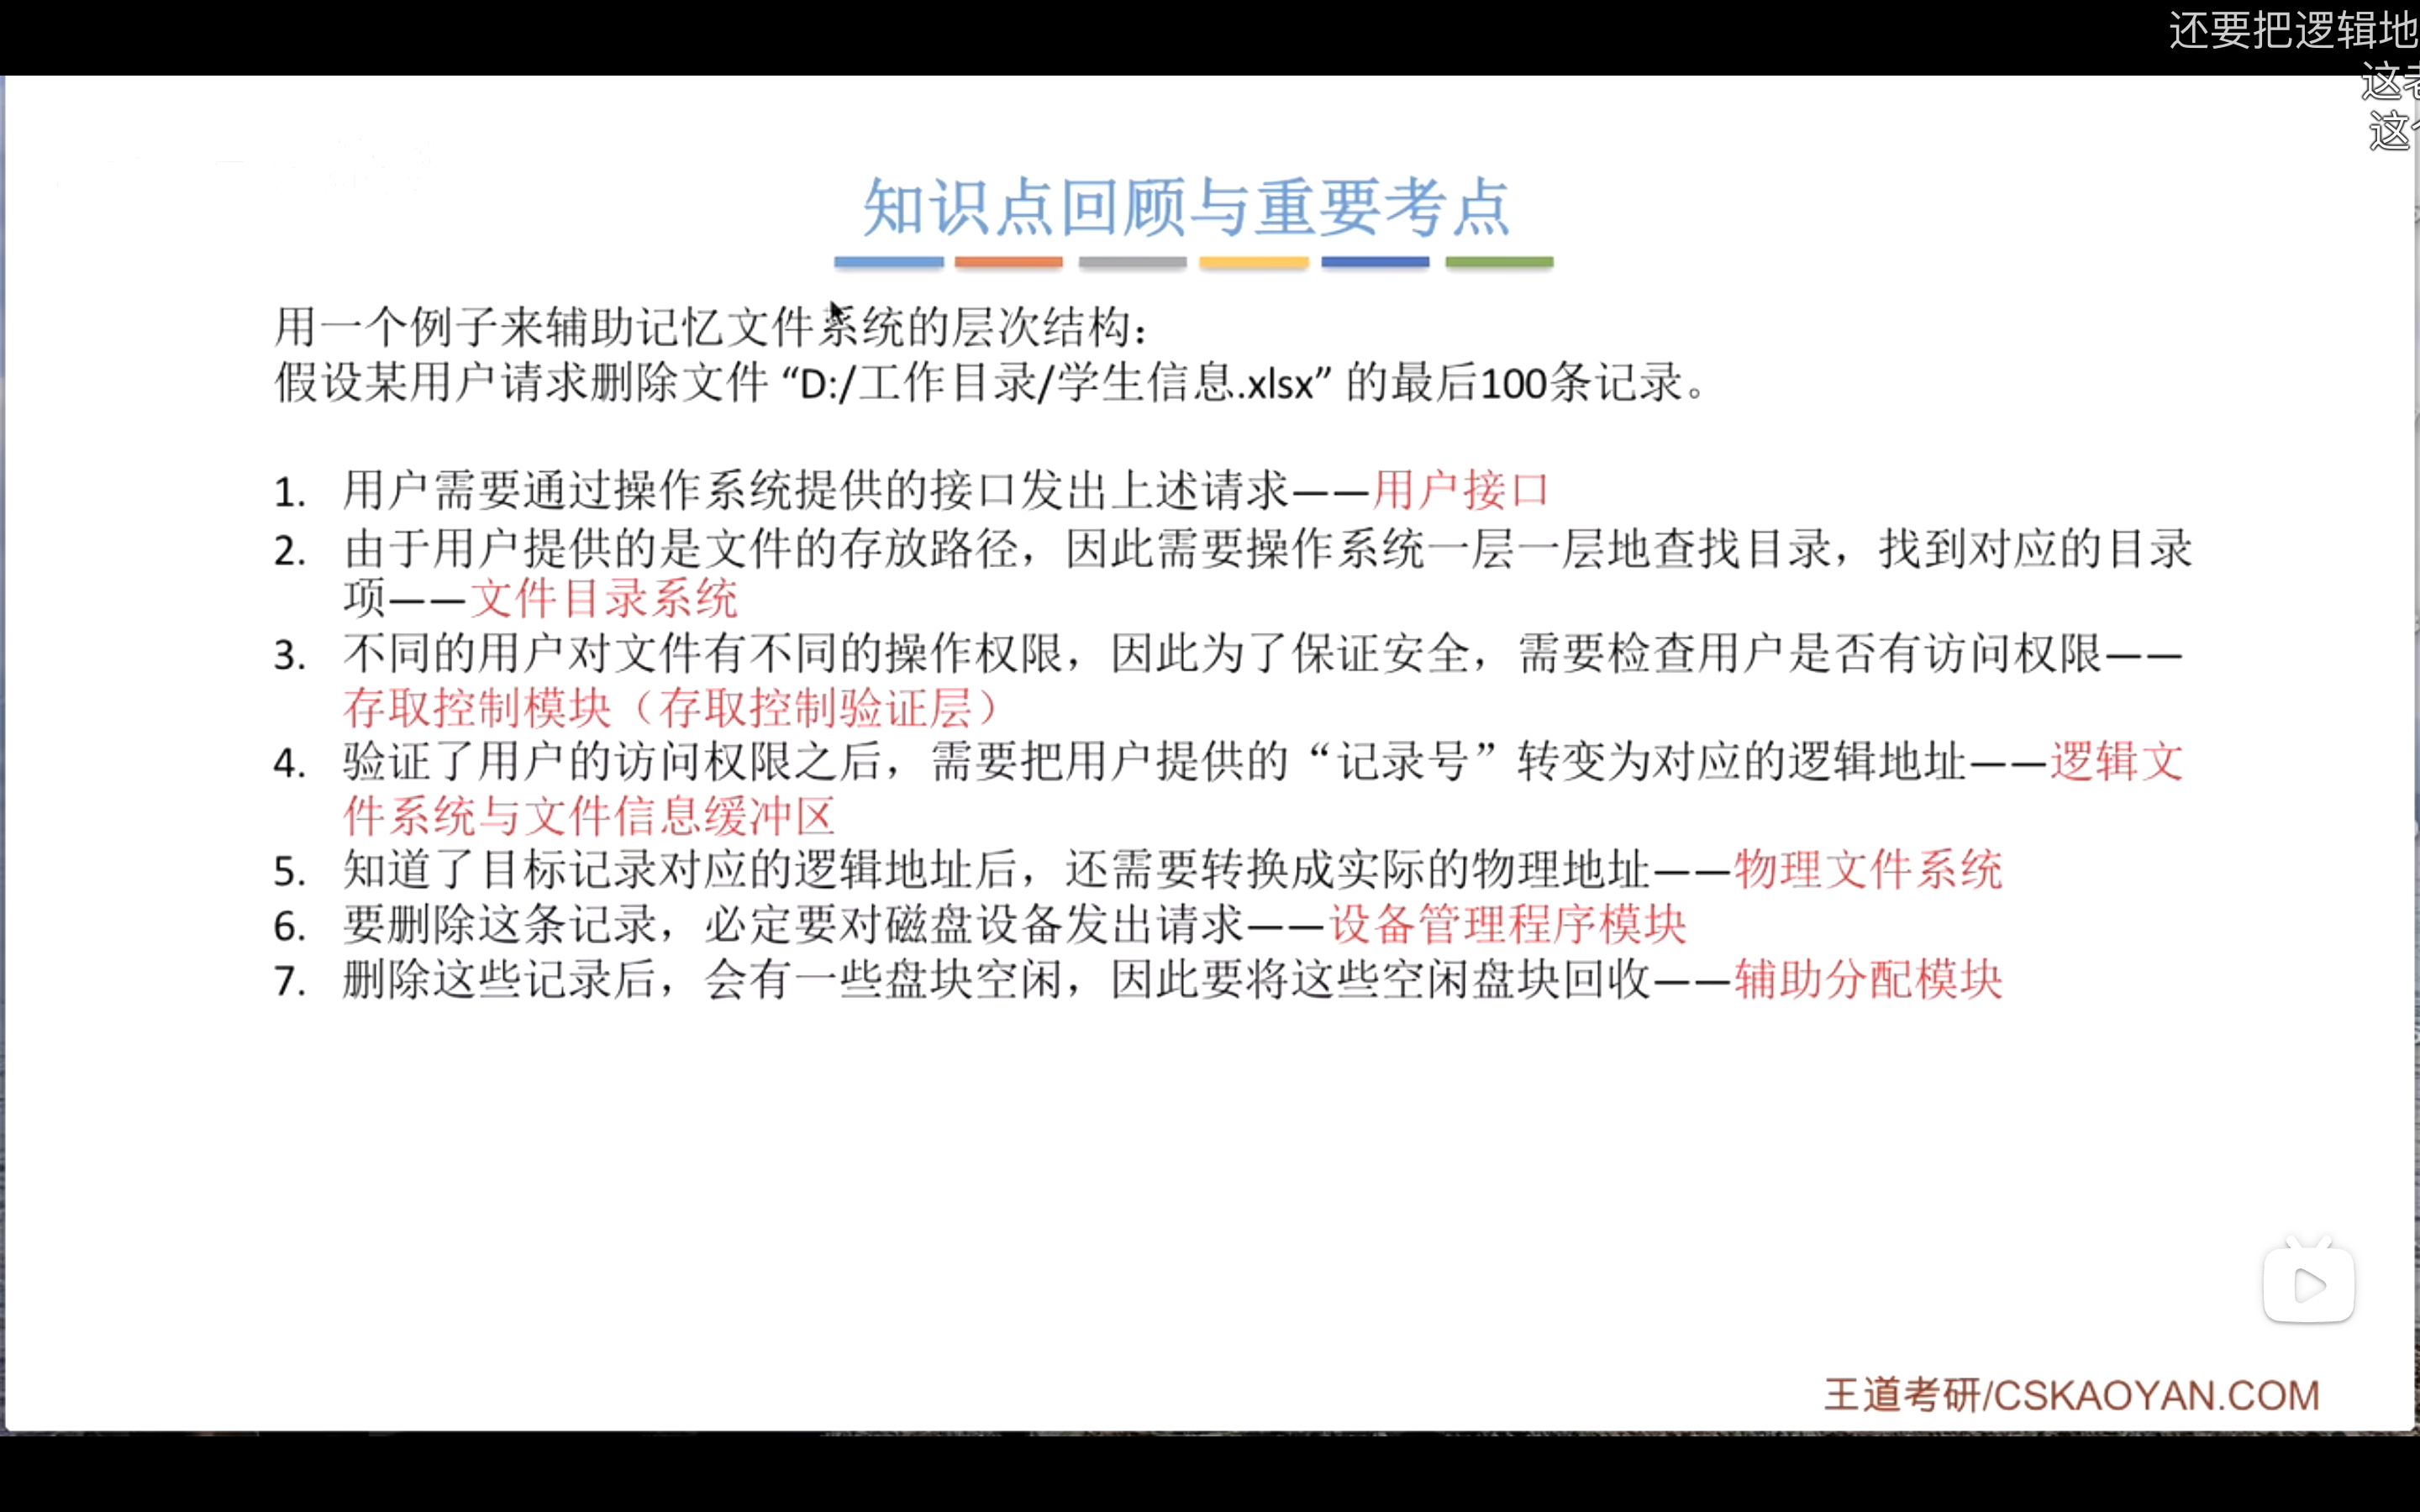 还要把逻辑地
这
这
知识点回顾与重要考点
用一个例子来辅助记忆文件系统的层次结构：
假设某用户请求删除文件 “D:/工作目录/学生信息.xlsx” 的最后100条记录。
1. 用户需要通过操作系统提供的接口发出上述请求——用户接口
2. 由于用户提供的是文件的存放路径，因此需要操作系统一层一层地查找目录，找到对应的目录
项——文件目录系统
3. 不同的用户对文件有不同的操作权限，因此为了保证安全，需要检查用户是否有访问权限——
存取控制模块（存取控制验证层）
4. 验证了用户的访问权限之后，需要把用户提供的“记录号”转变为对应的逻辑地址——逻辑文
件系统与文件信息缓冲区
5. 知道了目标记录对应的逻辑地址后，还需要转换成实际的物理地址——物理文件系统
6. 要删除这条记录，必定要对磁盘设备发出请求——设备管理程序模块
7. 删除这些记录后，会有一些盘块空闲，因此要将这些空闲盘块回收——辅助分配模块
王道考研/CSKAOYAN.COM